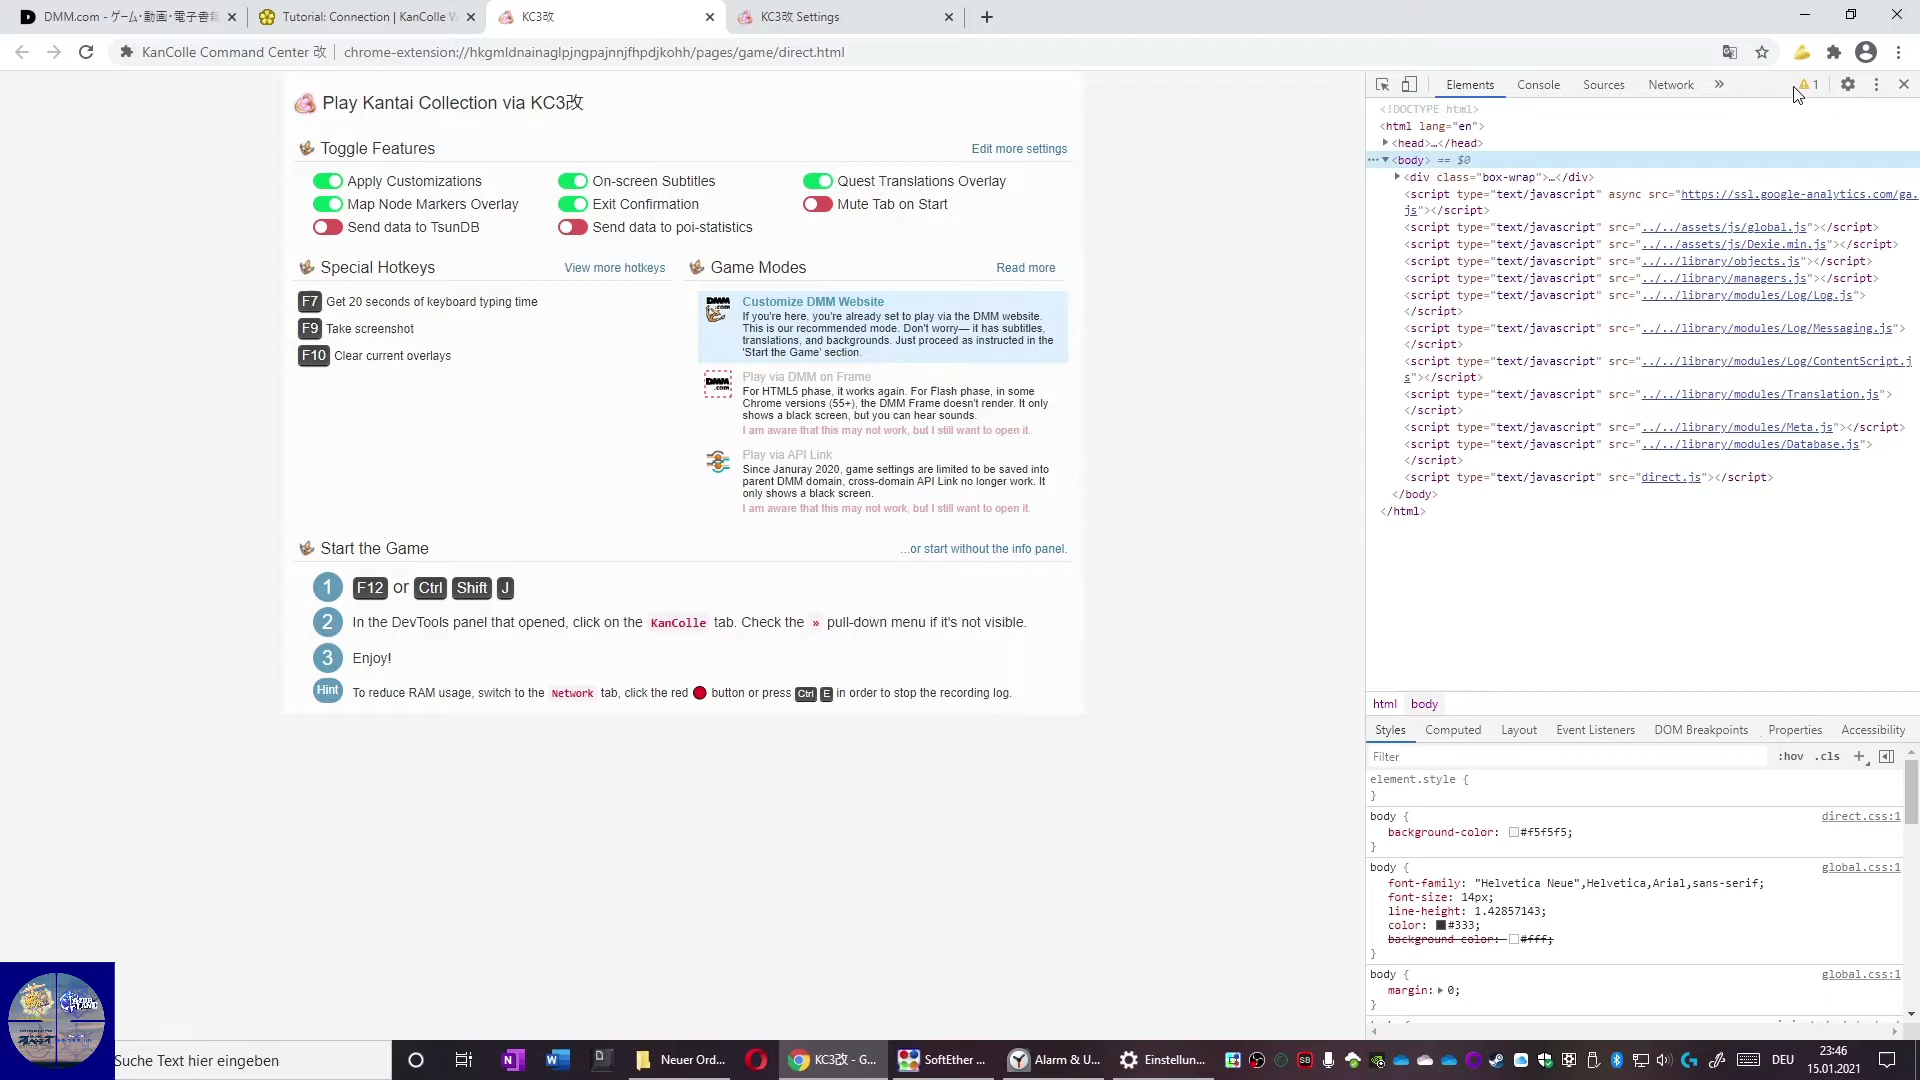 DMM.com - ゲーム・動画・電子書籍
Tutorial: Connection | KanColle W
KC3改
KC3改 Settings
KanColle Command Center 改
chrome-extension://hkgmldnainaglpjngpajnnjfhpdjkohh/pages/game/direct.html
Play Kantai Collection via KC3改
Toggle Features
Edit more settings
Apply Customizations
On-screen Subtitles
Quest Translations Overlay
Map Node Markers Overlay
Exit Confirmation
Mute Tab on Start
Send data to TsunDB
Send data to poi-statistics
Special Hotkeys
View more hotkeys
F7 Get 20 seconds of keyboard typing time
F9 Take screenshot
F10 Clear current overlays
Game Modes
Read more
DMM .com
Customize DMM Website
If you're here, you're already set to play via the DMM website.
This is our recommended mode. Don't worry— it has subtitles,
translations, and backgrounds. Just proceed as instructed in the
'Start the Game' section.
DMM .com
Play via DMM on Frame
For HTML5 phase, it works again. For Flash phase, in some
Chrome versions (55+), the DMM Frame doesn't render. It only
shows a black screen, but you can hear sounds.
I am aware that this may not work, but I still want to open it.
Play via API Link
Since Januray 2020, game settings are limited to be saved into
parent DMM domain, cross-domain API Link no longer work. It
only shows a black screen.
I am aware that this may not work, but I still want to open it.
Start the Game
...or start without the info panel.
1 F12 or Ctrl Shift J
2 In the DevTools panel that opened, click on the KanColle tab. Check the » pull-down menu if it's not visible.
3 Enjoy!
Hint To reduce RAM usage, switch to the Network tab, click the red button or press Ctrl E in order to stop the recording log.
Elements Console Sources Network » 1
<!DOCTYPE html>
<html lang="en">
<head>…</head>
<body> == $0
<div class="box-wrap">…</div>
<script type="text/javascript" async src="https://ssl.google-analytics.com/ga.
js"></script>
<script type="text/javascript" src="../../assets/js/global.js"></script>
<script type="text/javascript" src="../../assets/js/Dexie.min.js"></script>
<script type="text/javascript" src="../../library/objects.js"></script>
<script type="text/javascript" src="../../library/managers.js"></script>
<script type="text/javascript" src="../../library/modules/Log/Log.js">
</script>
<script type="text/javascript" src="../../library/modules/Log/Messaging.js">
</script>
<script type="text/javascript" src="../../library/modules/Log/ContentScript.j
s"></script>
<script type="text/javascript" src="../../library/modules/Translation.js">
</script>
<script type="text/javascript" src="../../library/modules/Meta.js"></script>
<script type="text/javascript" src="../../library/modules/Database.js">
</script>
<script type="text/javascript" src="direct.js"></script>
</body>
</html>
html body
Styles Computed Layout Event Listeners DOM Breakpoints Properties Accessibility
Filter
:hov .cls +
element.style {
}
body {
direct.css:1
background-color: #f5f5f5;
}
body {
global.css:1
font-family: "Helvetica Neue",Helvetica,Arial,sans-serif;
font-size: 14px;
line-height: 1.42857143;
color: #333;
background-color: #fff;
}
body {
global.css:1
margin: 0;
}
Suche Text hier eingeben
Neuer Ord...
KC3改 - G...
SoftEther ...
Alarm & U...
Einstellun...
DEU
23:46
15.01.2021